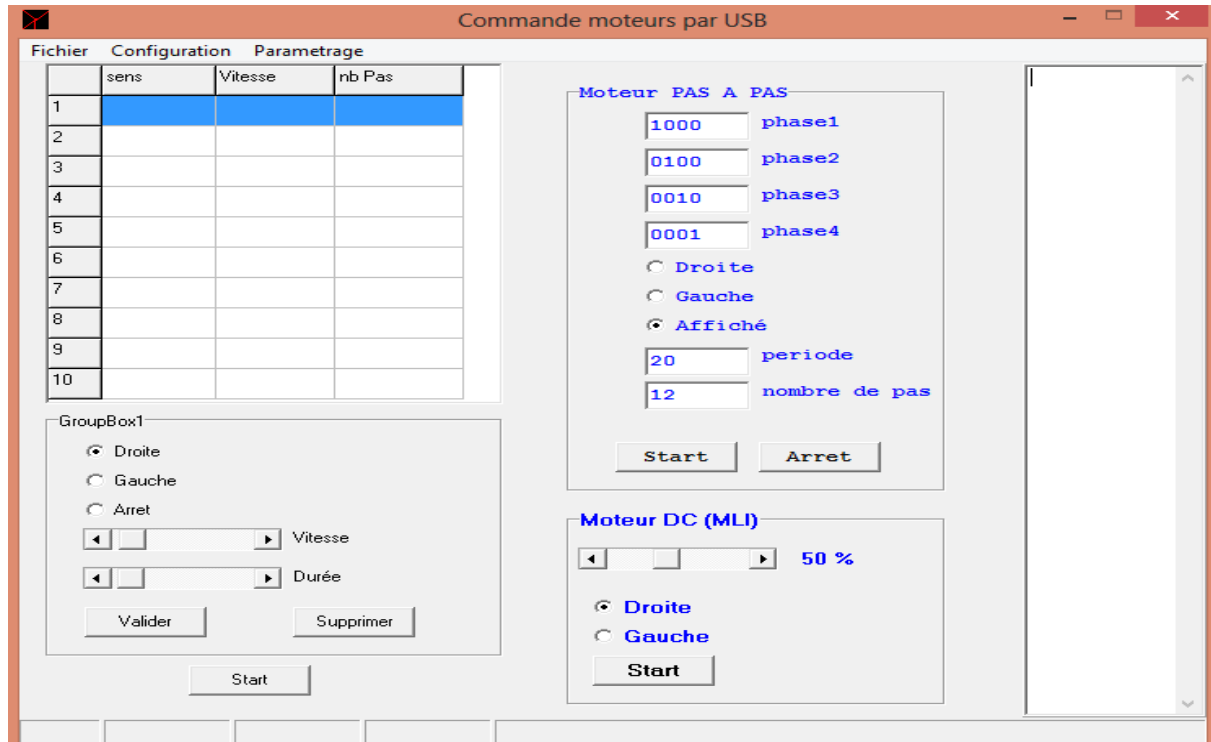 Commande moteurs par USB
Fichier Configuration Parametrage
sens Vitesse nb Pas
1
2
3
4
5
6
7
8
9
10
GroupBox1
Droite
Gauche
Arret
Vitesse
Durée
Valider Supprimer
Start
Moteur PAS A PAS
1000 phase1
0100 phase2
0010 phase3
0001 phase4
Droite
Gauche
Affiché
20 periode
12 nombre de pas
Start Arret
Moteur DC (MLI)
50 %
Droite
Gauche
Start